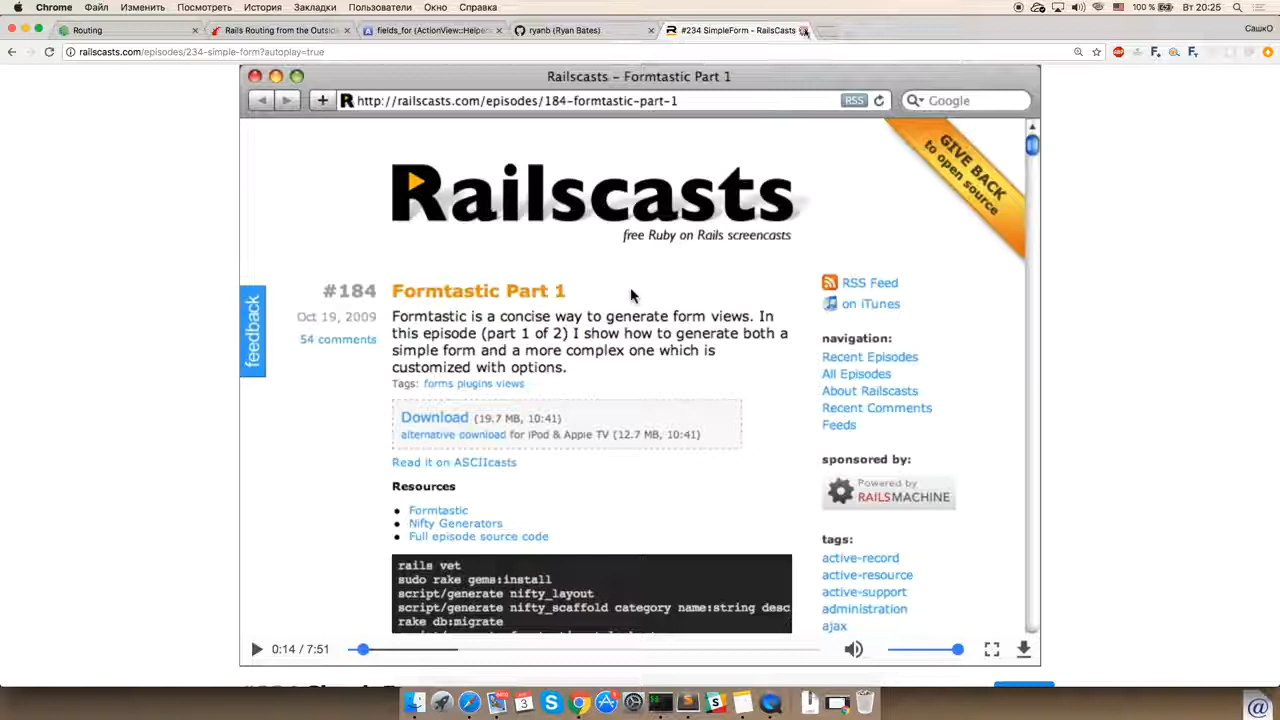 Chrome Файл Изменить Посмотреть История Закладки Пользователи Окно Справка 100 % Вт 20:25
Routing
Rails Routing from the Outside
fields_for (ActionView::Helpers
ryanb (Ryan Bates)
#234 SimpleForm - RailsCasts
СашкО
railscasts.com/episodes/234-simple-form?autoplay=true
Railscasts – Formtastic Part 1
http://railscasts.com/episodes/184-formtastic-part-1
RSS
Google
GIVE BACK
to open source
Railscasts
free Ruby on Rails screencasts
feedback
#184
Oct 19, 2009
54 comments
Formtastic Part 1
Formtastic is a concise way to generate form views. In
this episode (part 1 of 2) I show how to generate both a
simple form and a more complex one which is
customized with options.
Tags: forms plugins views
Download (19.7 MB, 10:41)
alternative download for iPod & Apple TV (12.7 MB, 10:41)
Read it on ASCIIcasts
Resources
Formtastic
Nifty Generators
Full episode source code
rails vet
sudo rake gems:install
script/generate nifty_layout
script/generate nifty_scaffold category name:string desc
rake db:migrate
RSS Feed
on iTunes
navigation:
Recent Episodes
All Episodes
About Railscasts
Recent Comments
Feeds
sponsored by:
Powered by
RAILSMACHINE
tags:
active-record
active-resource
active-support
administration
ajax
0:14 / 7:51